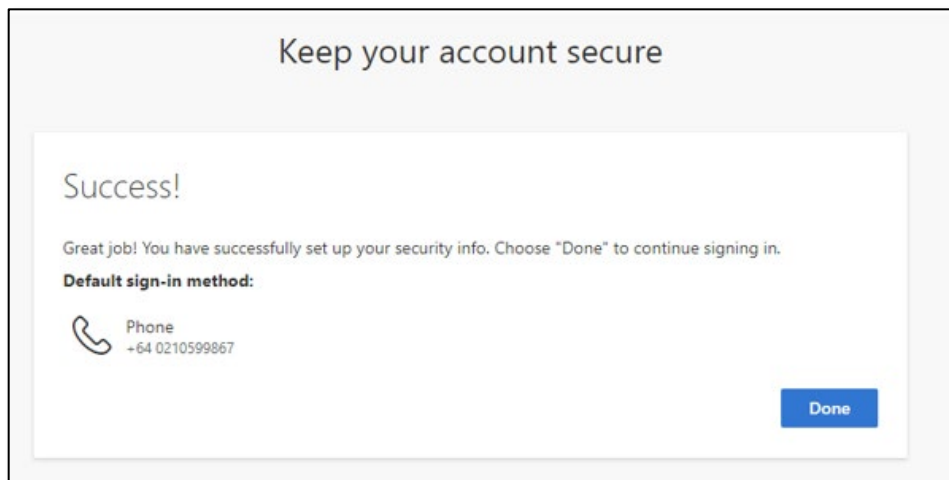 Keep your account secure
Success!
Great job! You have successfully set up your security info. Choose "Done" to continue signing in.
Default sign-in method:
Phone
+64 0210599867
Done